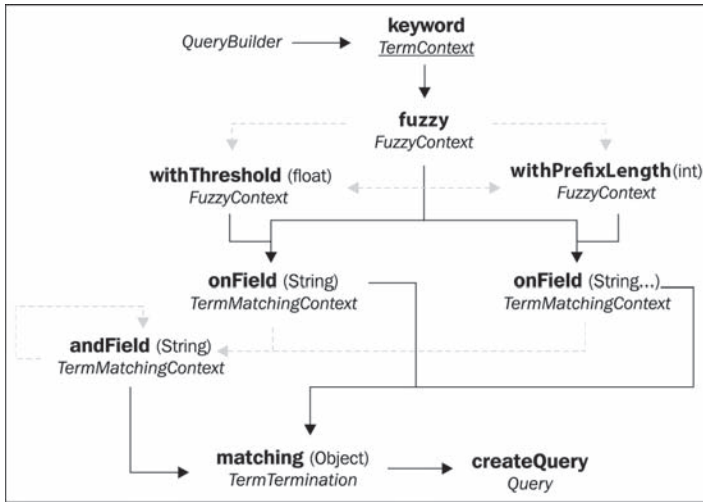 keyword
QueryBuilder
TermContext
fuzzy
FuzzyContext
withThreshold (float)
withPrefixLength(int)
FuzzyContext
FuzzyContext
onField (String)
onField (String...)
TermMatchingContext
TermMatchingContext
andField (String)
TermMatchingContext
matching (Object)
createQuery
TermTermination
Query